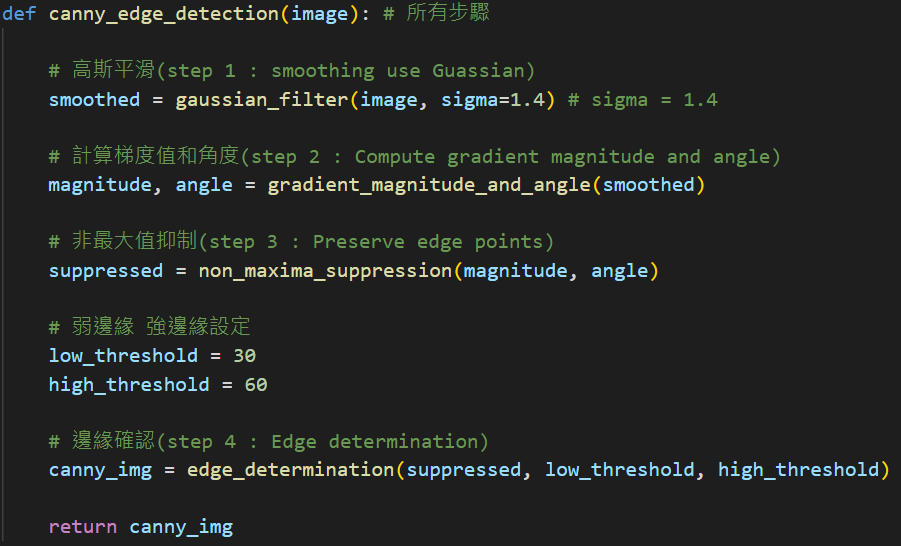 def canny_edge_detection(image): # 所有步驟
# 高斯平滑(step 1 : smoothing use Guassian)
smoothed = gaussian_filter(image, sigma=1.4) # sigma = 1.4
# 計算梯度值和角度(step 2 : Compute gradient magnitude and angle)
magnitude, angle = gradient_magnitude_and_angle(smoothed)
# 非最大值抑制(step 3 : Preserve edge points)
suppressed = non_maxima_suppression(magnitude, angle)
# 弱邊緣 強邊緣設定
low_threshold = 30
high_threshold = 60
# 邊緣確認(step 4 : Edge determination)
canny_img = edge_determination(suppressed, low_threshold, high_threshold)
return canny_img